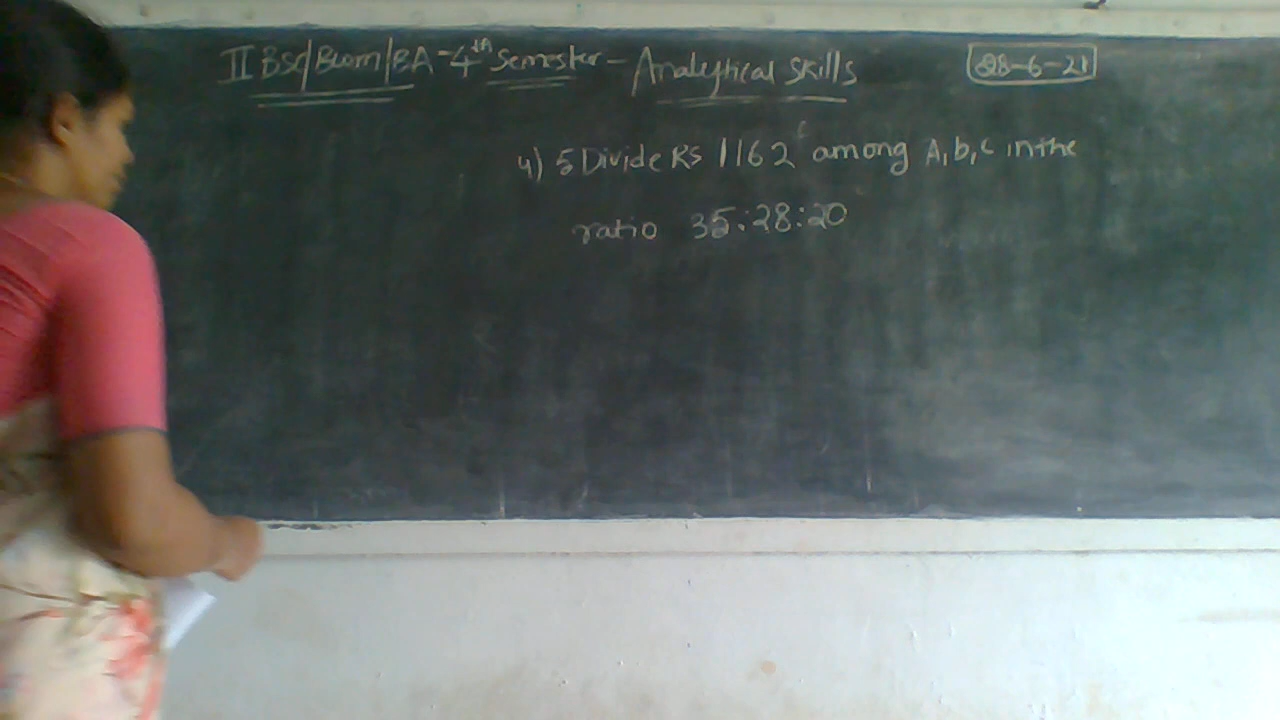 II BSc/Bcom/BA - 4th Semester - Analytical Skills 28-6-21
4) 5 Divide Rs 1162 among A, b, c in the
ratio 35:28:20